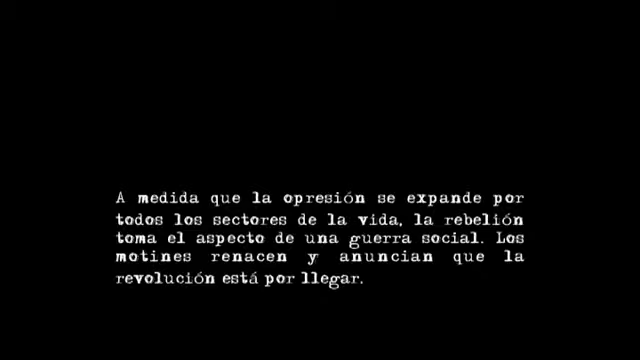 A medida que la opresión se expande por
todos los sectores de la vida, la rebelión
toma el aspecto de una guerra social. Los
motines renacen y anuncian que la
revolución está por llegar.